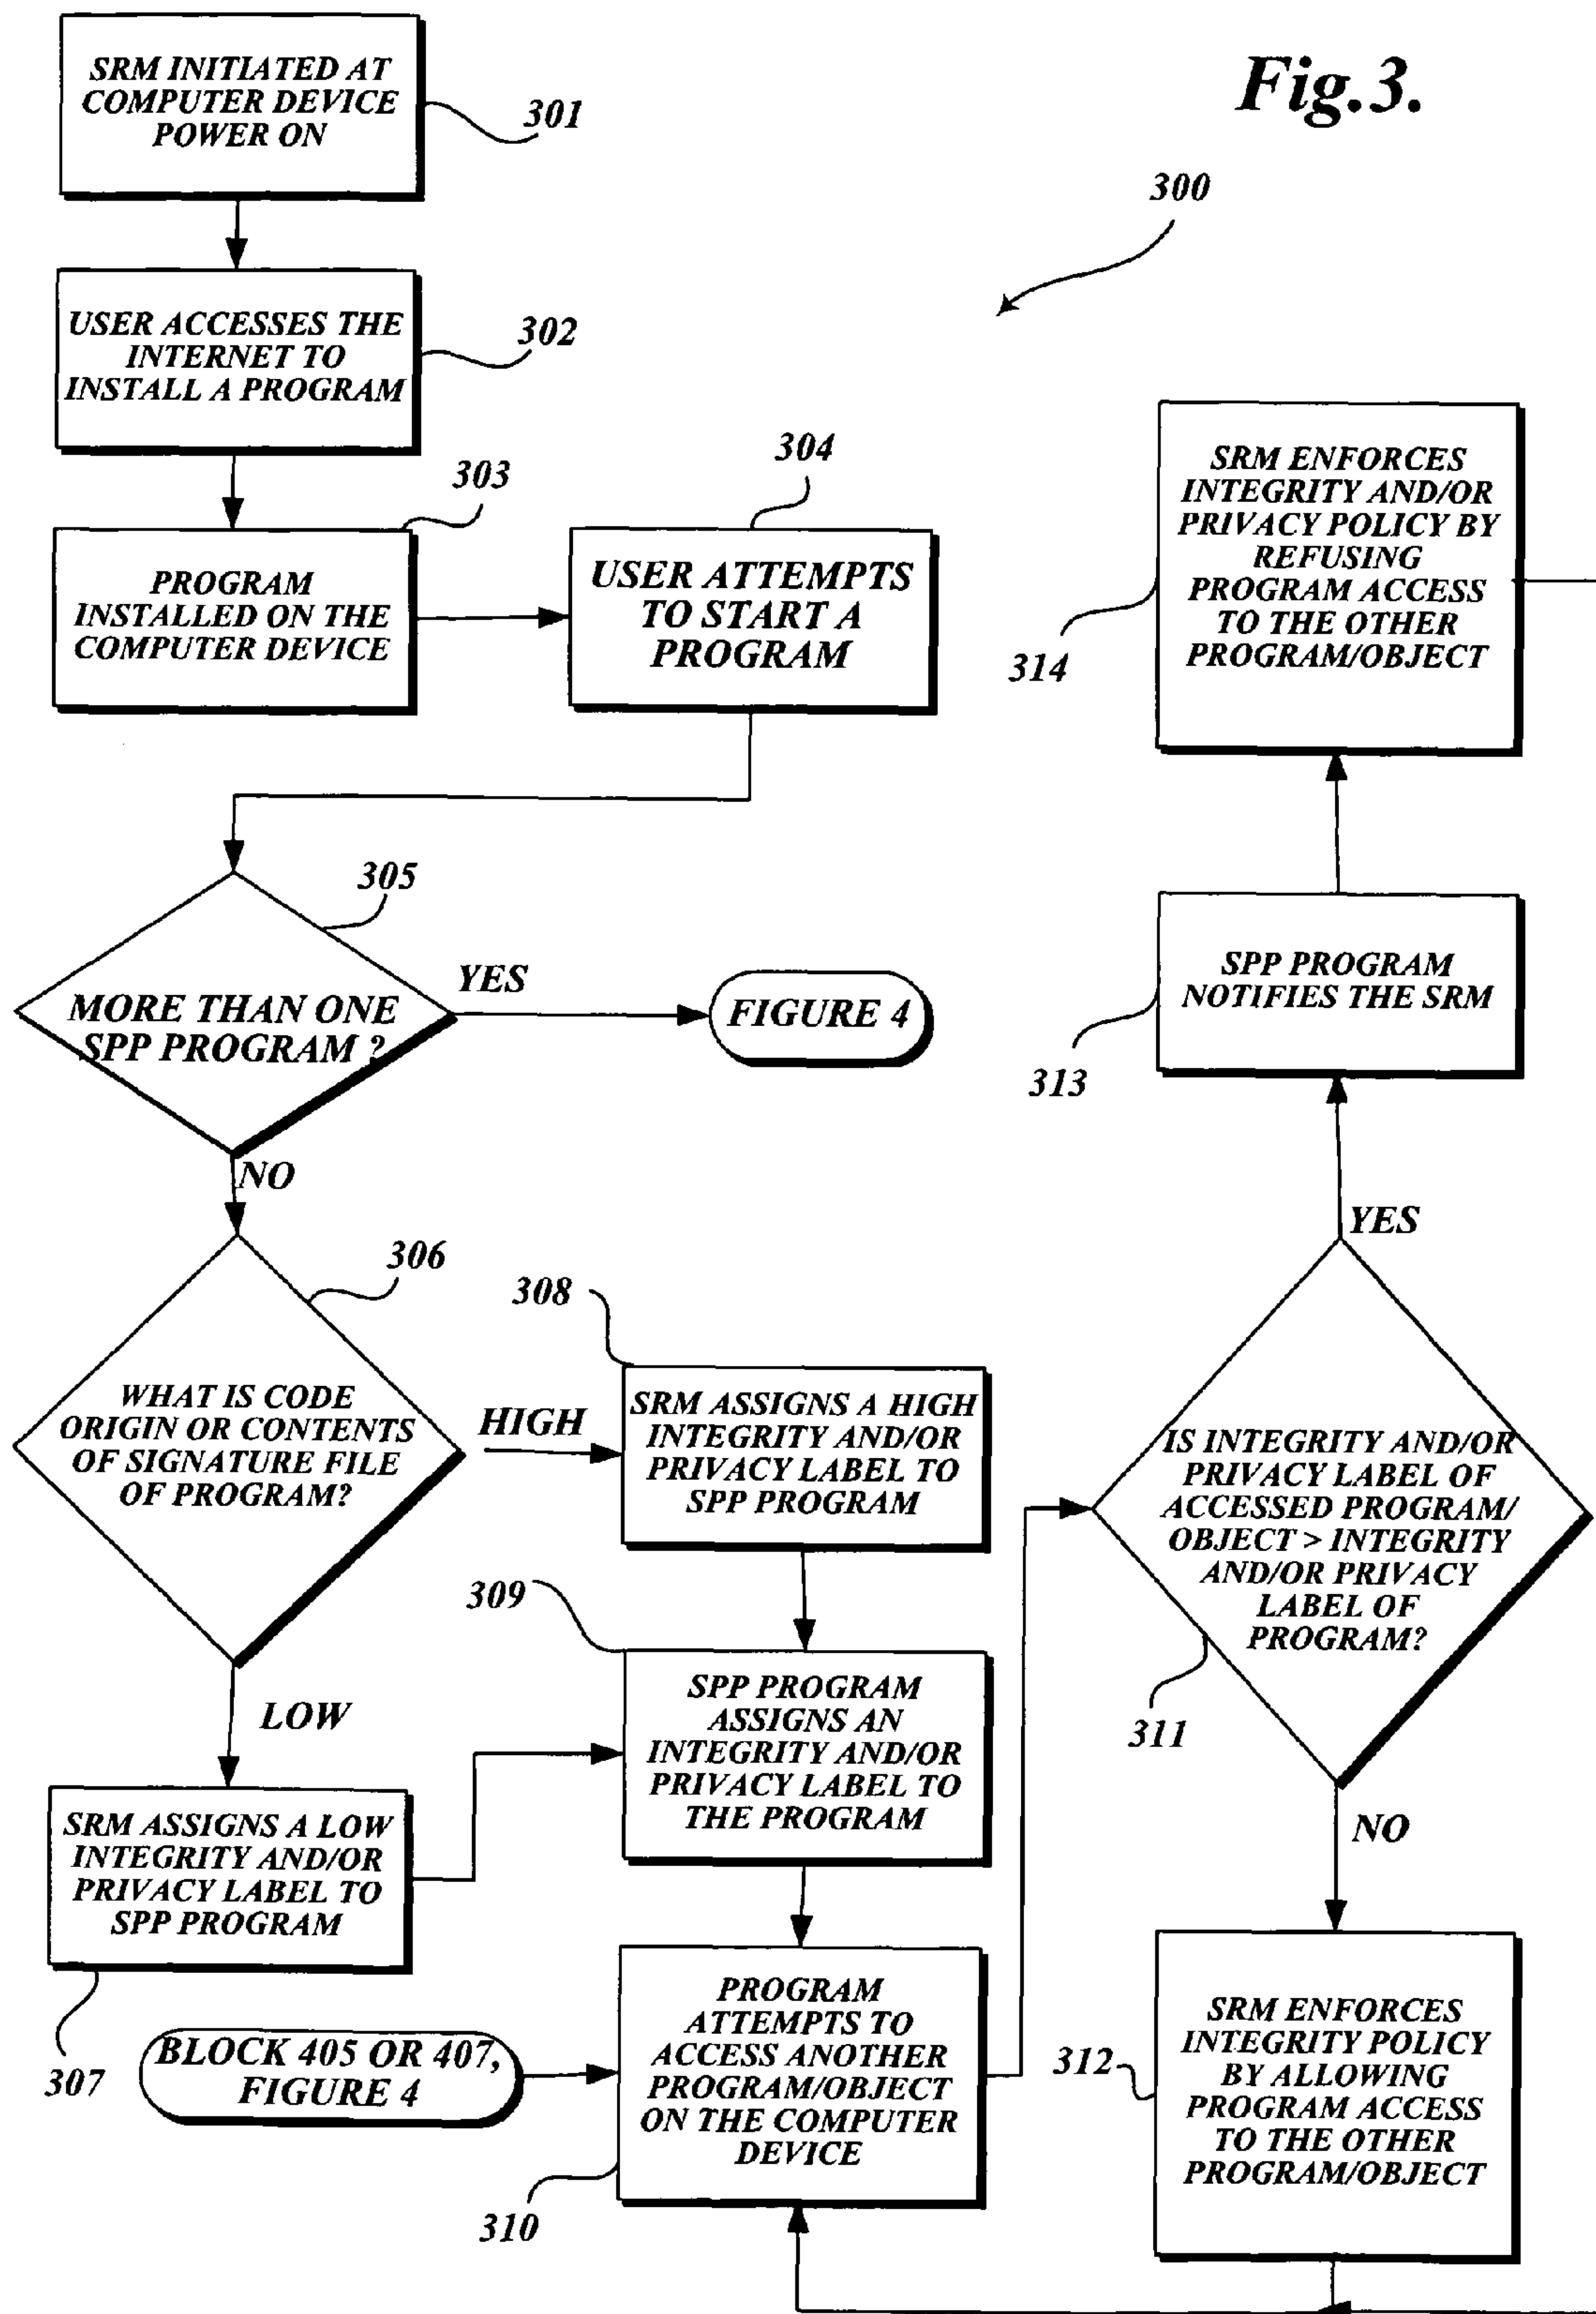 Fig.3.
300
SRM INITIATED AT
COMPUTER DEVICE
POWER ON
301
USER ACCESSES THE
INTERNET TO
INSTALL A PROGRAM
302
303
PROGRAM
INSTALLED ON THE
COMPUTER DEVICE
304
USER ATTEMPTS
TO START A
PROGRAM
305
MORE THAN ONE
SPP PROGRAM ?
YES
FIGURE 4
NO
306
WHAT IS CODE
ORIGIN OR CONTENTS
OF SIGNATURE FILE
OF PROGRAM?
HIGH
LOW
SRM ASSIGNS A LOW
INTEGRITY AND/OR
PRIVACY LABEL TO
SPP PROGRAM
307
308
SRM ASSIGNS A HIGH
INTEGRITY AND/OR
PRIVACY LABEL TO
SPP PROGRAM
309
SPP PROGRAM
ASSIGNS AN
INTEGRITY AND/OR
PRIVACY LABEL TO
THE PROGRAM
BLOCK 405 OR 407,
FIGURE 4
PROGRAM
ATTEMPTS TO
ACCESS ANOTHER
PROGRAM/OBJECT
ON THE COMPUTER
DEVICE
310
IS INTEGRITY AND/OR
PRIVACY LABEL OF
ACCESSED PROGRAM/
OBJECT > INTEGRITY
AND/OR PRIVACY
LABEL OF
PROGRAM?
311
NO
SRM ENFORCES
INTEGRITY POLICY
BY ALLOWING
PROGRAM ACCESS
TO THE OTHER
PROGRAM/OBJECT
312
YES
SPP PROGRAM
NOTIFIES THE SRM
313
SRM ENFORCES
INTEGRITY AND/OR
PRIVACY POLICY BY
REFUSING
PROGRAM ACCESS
TO THE OTHER
PROGRAM/OBJECT
314